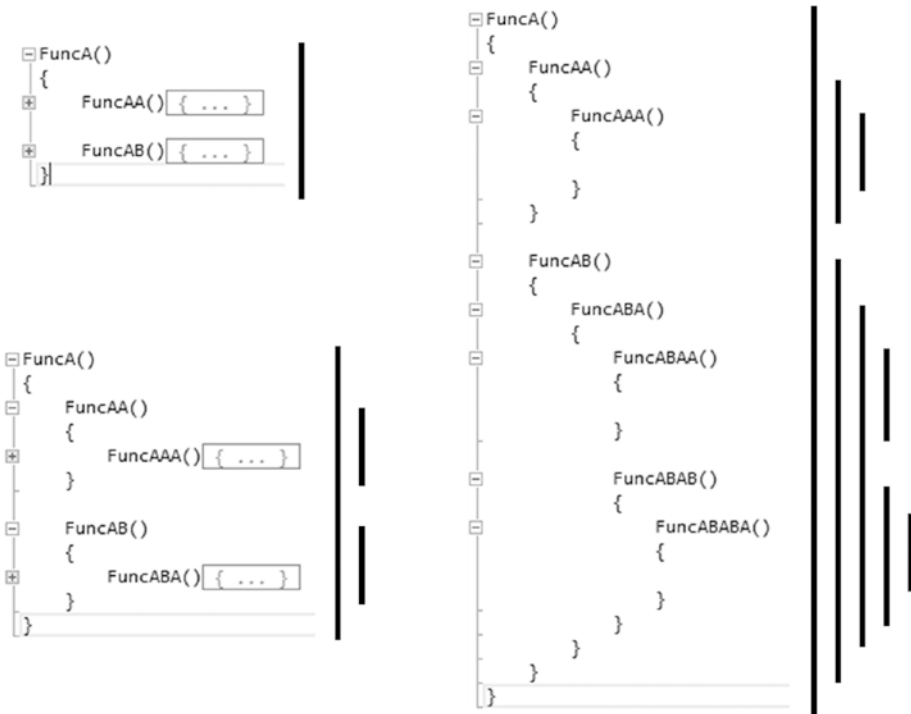 FuncA()
{
FuncAA() { ... }
FuncAB() { ... }
}
FuncA()
{
FuncAA()
{
FuncAAA() { ... }
}
FuncAB()
{
FuncABA() { ... }
}
}
FuncA()
{
FuncAA()
{
FuncAAA()
{
}
}
FuncAB()
{
FuncABA()
{
FuncABAA()
{
}
FuncABAB()
{
FuncABABA()
{
}
}
}
}
}